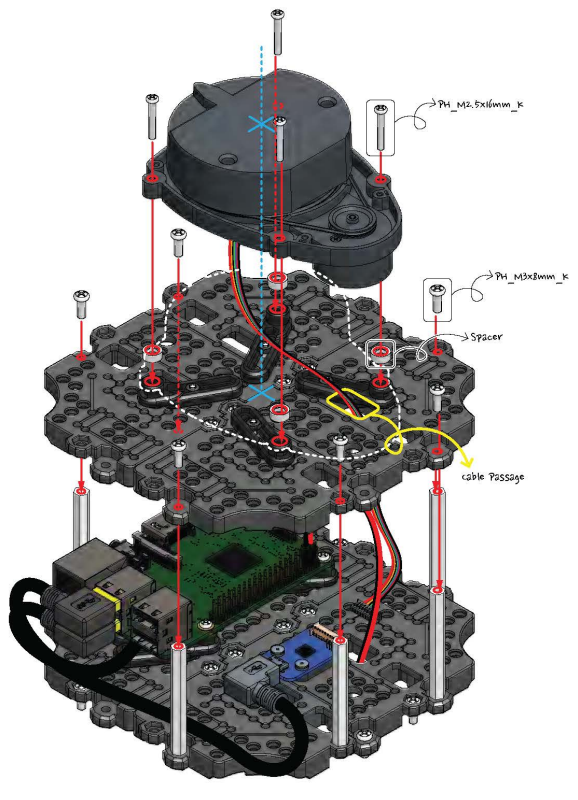 PH_M2.5x16mm_K
PH_M3x8mm_K
Spacer
cable Passage